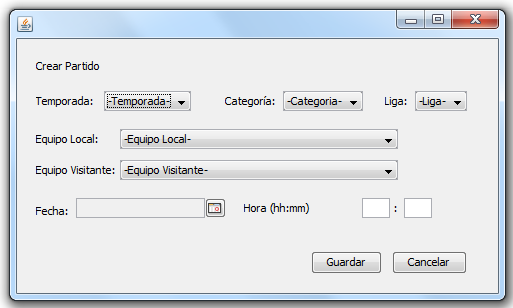 Crear Partido
Temporada: -Temporada- Categoría: -Categoria- Liga: -Liga-
Equipo Local: -Equipo Local-
Equipo Visitante: -Equipo Visitante-
Fecha: Hora (hh:mm) :
Guardar Cancelar